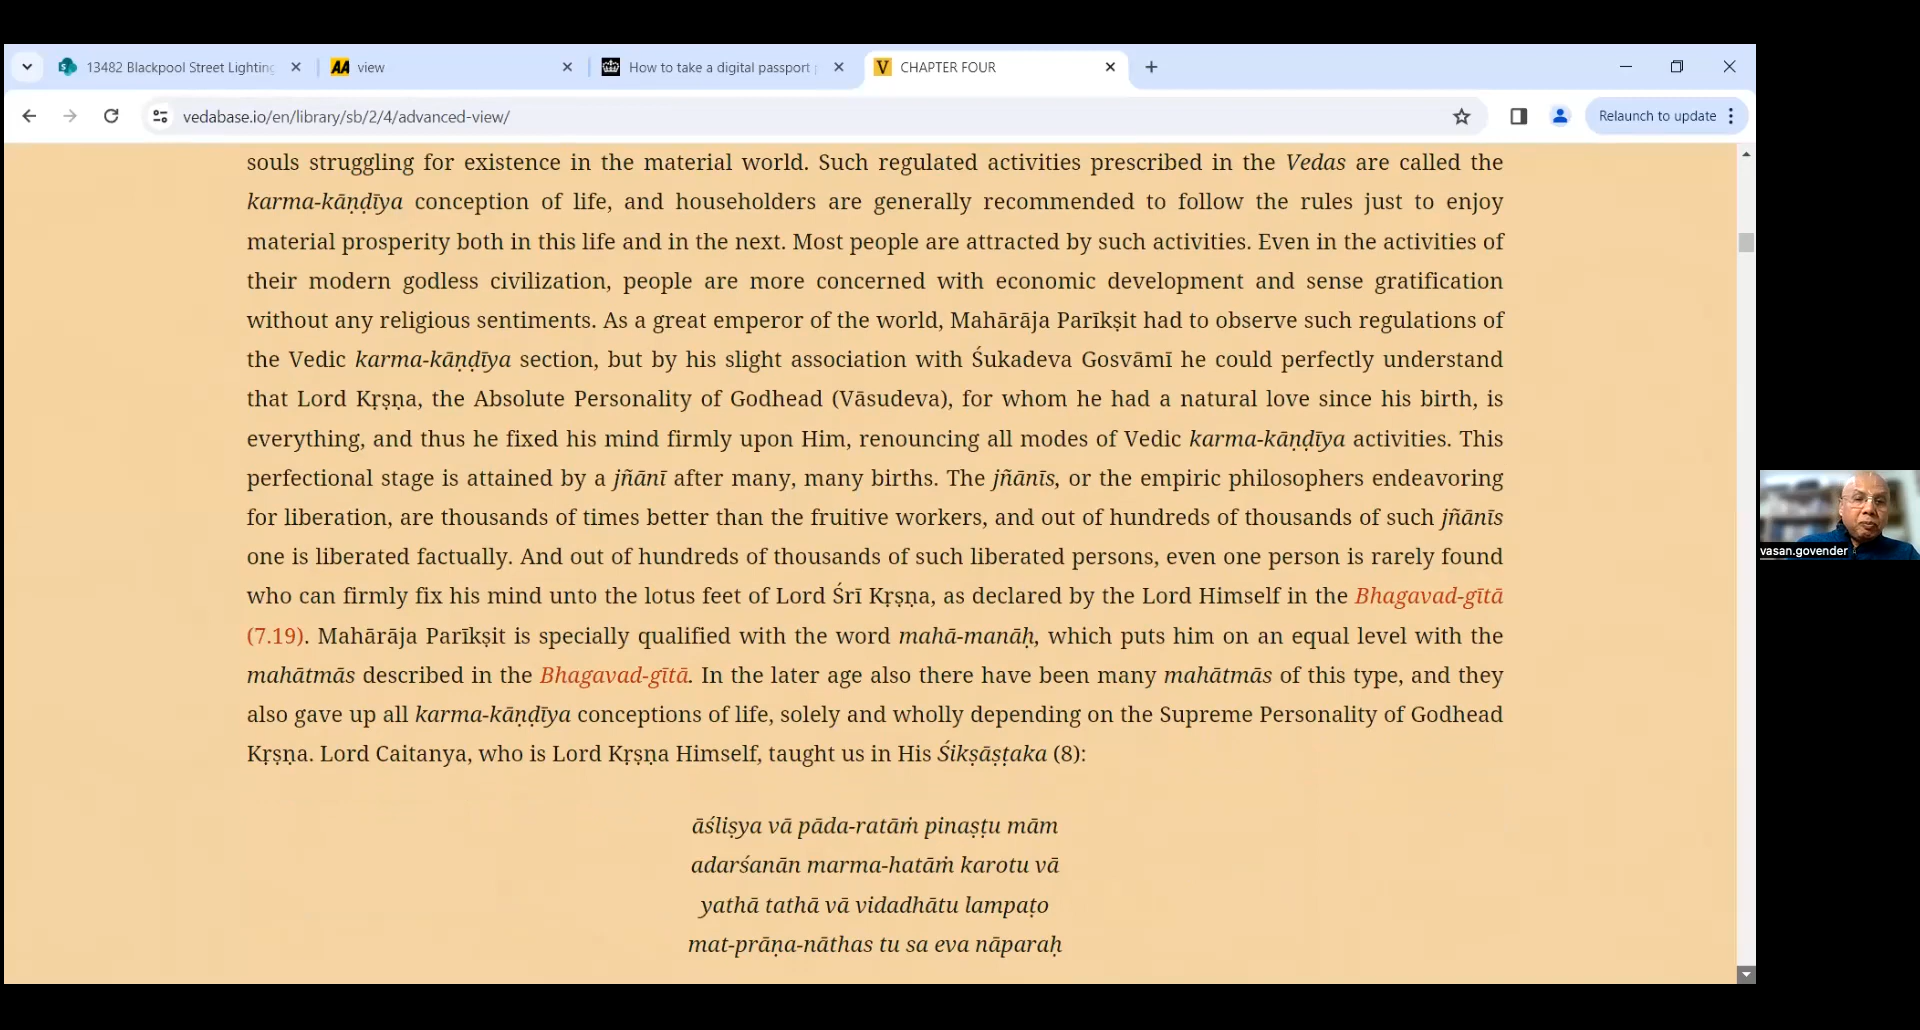 13482 Blackpool Street Lighting
view
How to take a digital passport
CHAPTER FOUR
vedabase.io/en/library/sb/2/4/advanced-view/
Relaunch to update
souls struggling for existence in the material world. Such regulated activities prescribed in the Vedas are called the
karma-kāṇḍīya conception of life, and householders are generally recommended to follow the rules just to enjoy
material prosperity both in this life and in the next. Most people are attracted by such activities. Even in the activities of
their modern godless civilization, people are more concerned with economic development and sense gratification
without any religious sentiments. As a great emperor of the world, Mahārāja Parīkṣit had to observe such regulations of
the Vedic karma-kāṇḍīya section, but by his slight association with Śukadeva Gosvāmī he could perfectly understand
that Lord Kṛṣṇa, the Absolute Personality of Godhead (Vāsudeva), for whom he had a natural love since his birth, is
everything, and thus he fixed his mind firmly upon Him, renouncing all modes of Vedic karma-kāṇḍīya activities. This
perfectional stage is attained by a jñānī after many, many births. The jñānīs, or the empiric philosophers endeavoring
for liberation, are thousands of times better than the fruitive workers, and out of hundreds of thousands of such jñānīs
one is liberated factually. And out of hundreds of thousands of such liberated persons, even one person is rarely found
who can firmly fix his mind unto the lotus feet of Lord Śrī Kṛṣṇa, as declared by the Lord Himself in the Bhagavad-gītā
(7.19). Mahārāja Parīkṣit is specially qualified with the word mahā-manāḥ, which puts him on an equal level with the
mahātmās described in the Bhagavad-gītā. In the later age also there have been many mahātmās of this type, and they
also gave up all karma-kāṇḍīya conceptions of life, solely and wholly depending on the Supreme Personality of Godhead
Kṛṣṇa. Lord Caitanya, who is Lord Kṛṣṇa Himself, taught us in His Śikṣāṣṭaka (8):
āśliṣya vā pāda-ratāṁ pinaṣṭu mām
adarśanān marma-hatāṁ karotu vā
yathā tathā vā vidadhātu lampaṭo
mat-prāṇa-nāthas tu sa eva nāparaḥ
vasan.govender